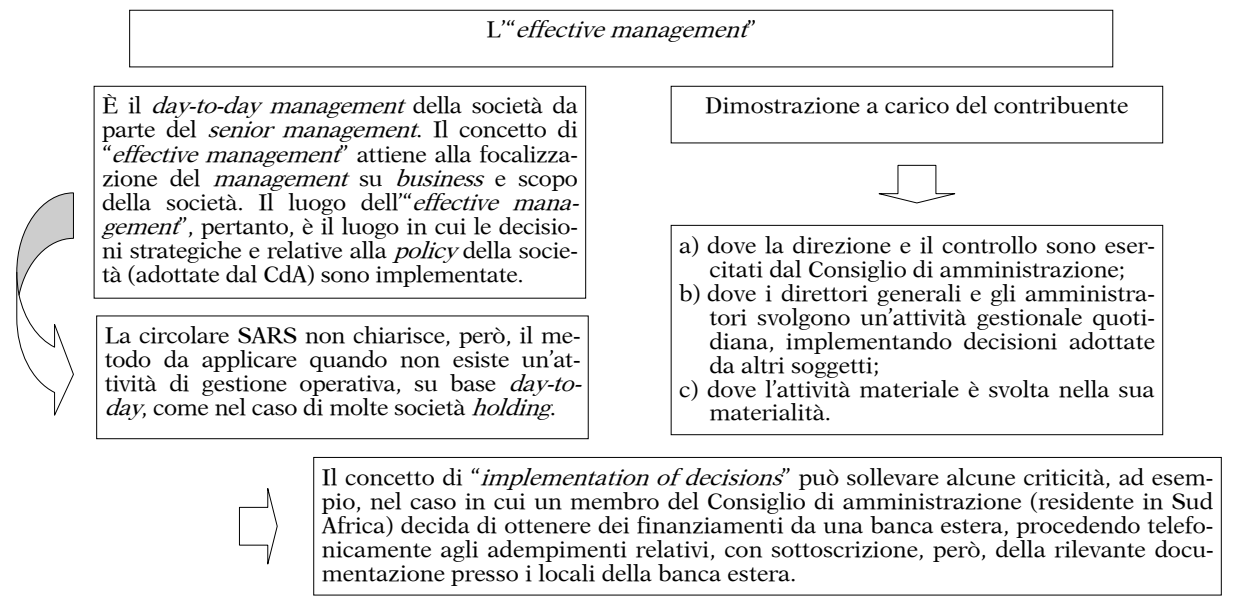 L'“effective management”
È il day-to-day management della società da
parte del senior management. Il concetto di
“effective management” attiene alla focalizza-
zione del management su business e scopo
della società. Il luogo dell'“effective mana-
gement”, pertanto, è il luogo in cui le decisio-
ni strategiche e relative alla policy della socie-
tà (adottate dal CdA) sono implementate.
La circolare SARS non chiarisce, però, il me-
todo da applicare quando non esiste un'at-
tività di gestione operativa, su base day-to-
day, come nel caso di molte società holding.
Dimostrazione a carico del contribuente
a) dove la direzione e il controllo sono eser-
citati dal Consiglio di amministrazione;
b) dove i direttori generali e gli amministra-
tori svolgono un'attività gestionale quoti-
diana, implementando decisioni adottate
da altri soggetti;
c) dove l'attività materiale è svolta nella sua
materialità.
Il concetto di “implementation of decisions” può sollevare alcune criticità, ad esem-
pio, nel caso in cui un membro del Consiglio di amministrazione (residente in Sud
Africa) decida di ottenere dei finanziamenti da una banca estera, procedendo telefo-
nicamente agli adempimenti relativi, con sottoscrizione, però, della rilevante docu-
mentazione presso i locali della banca estera.